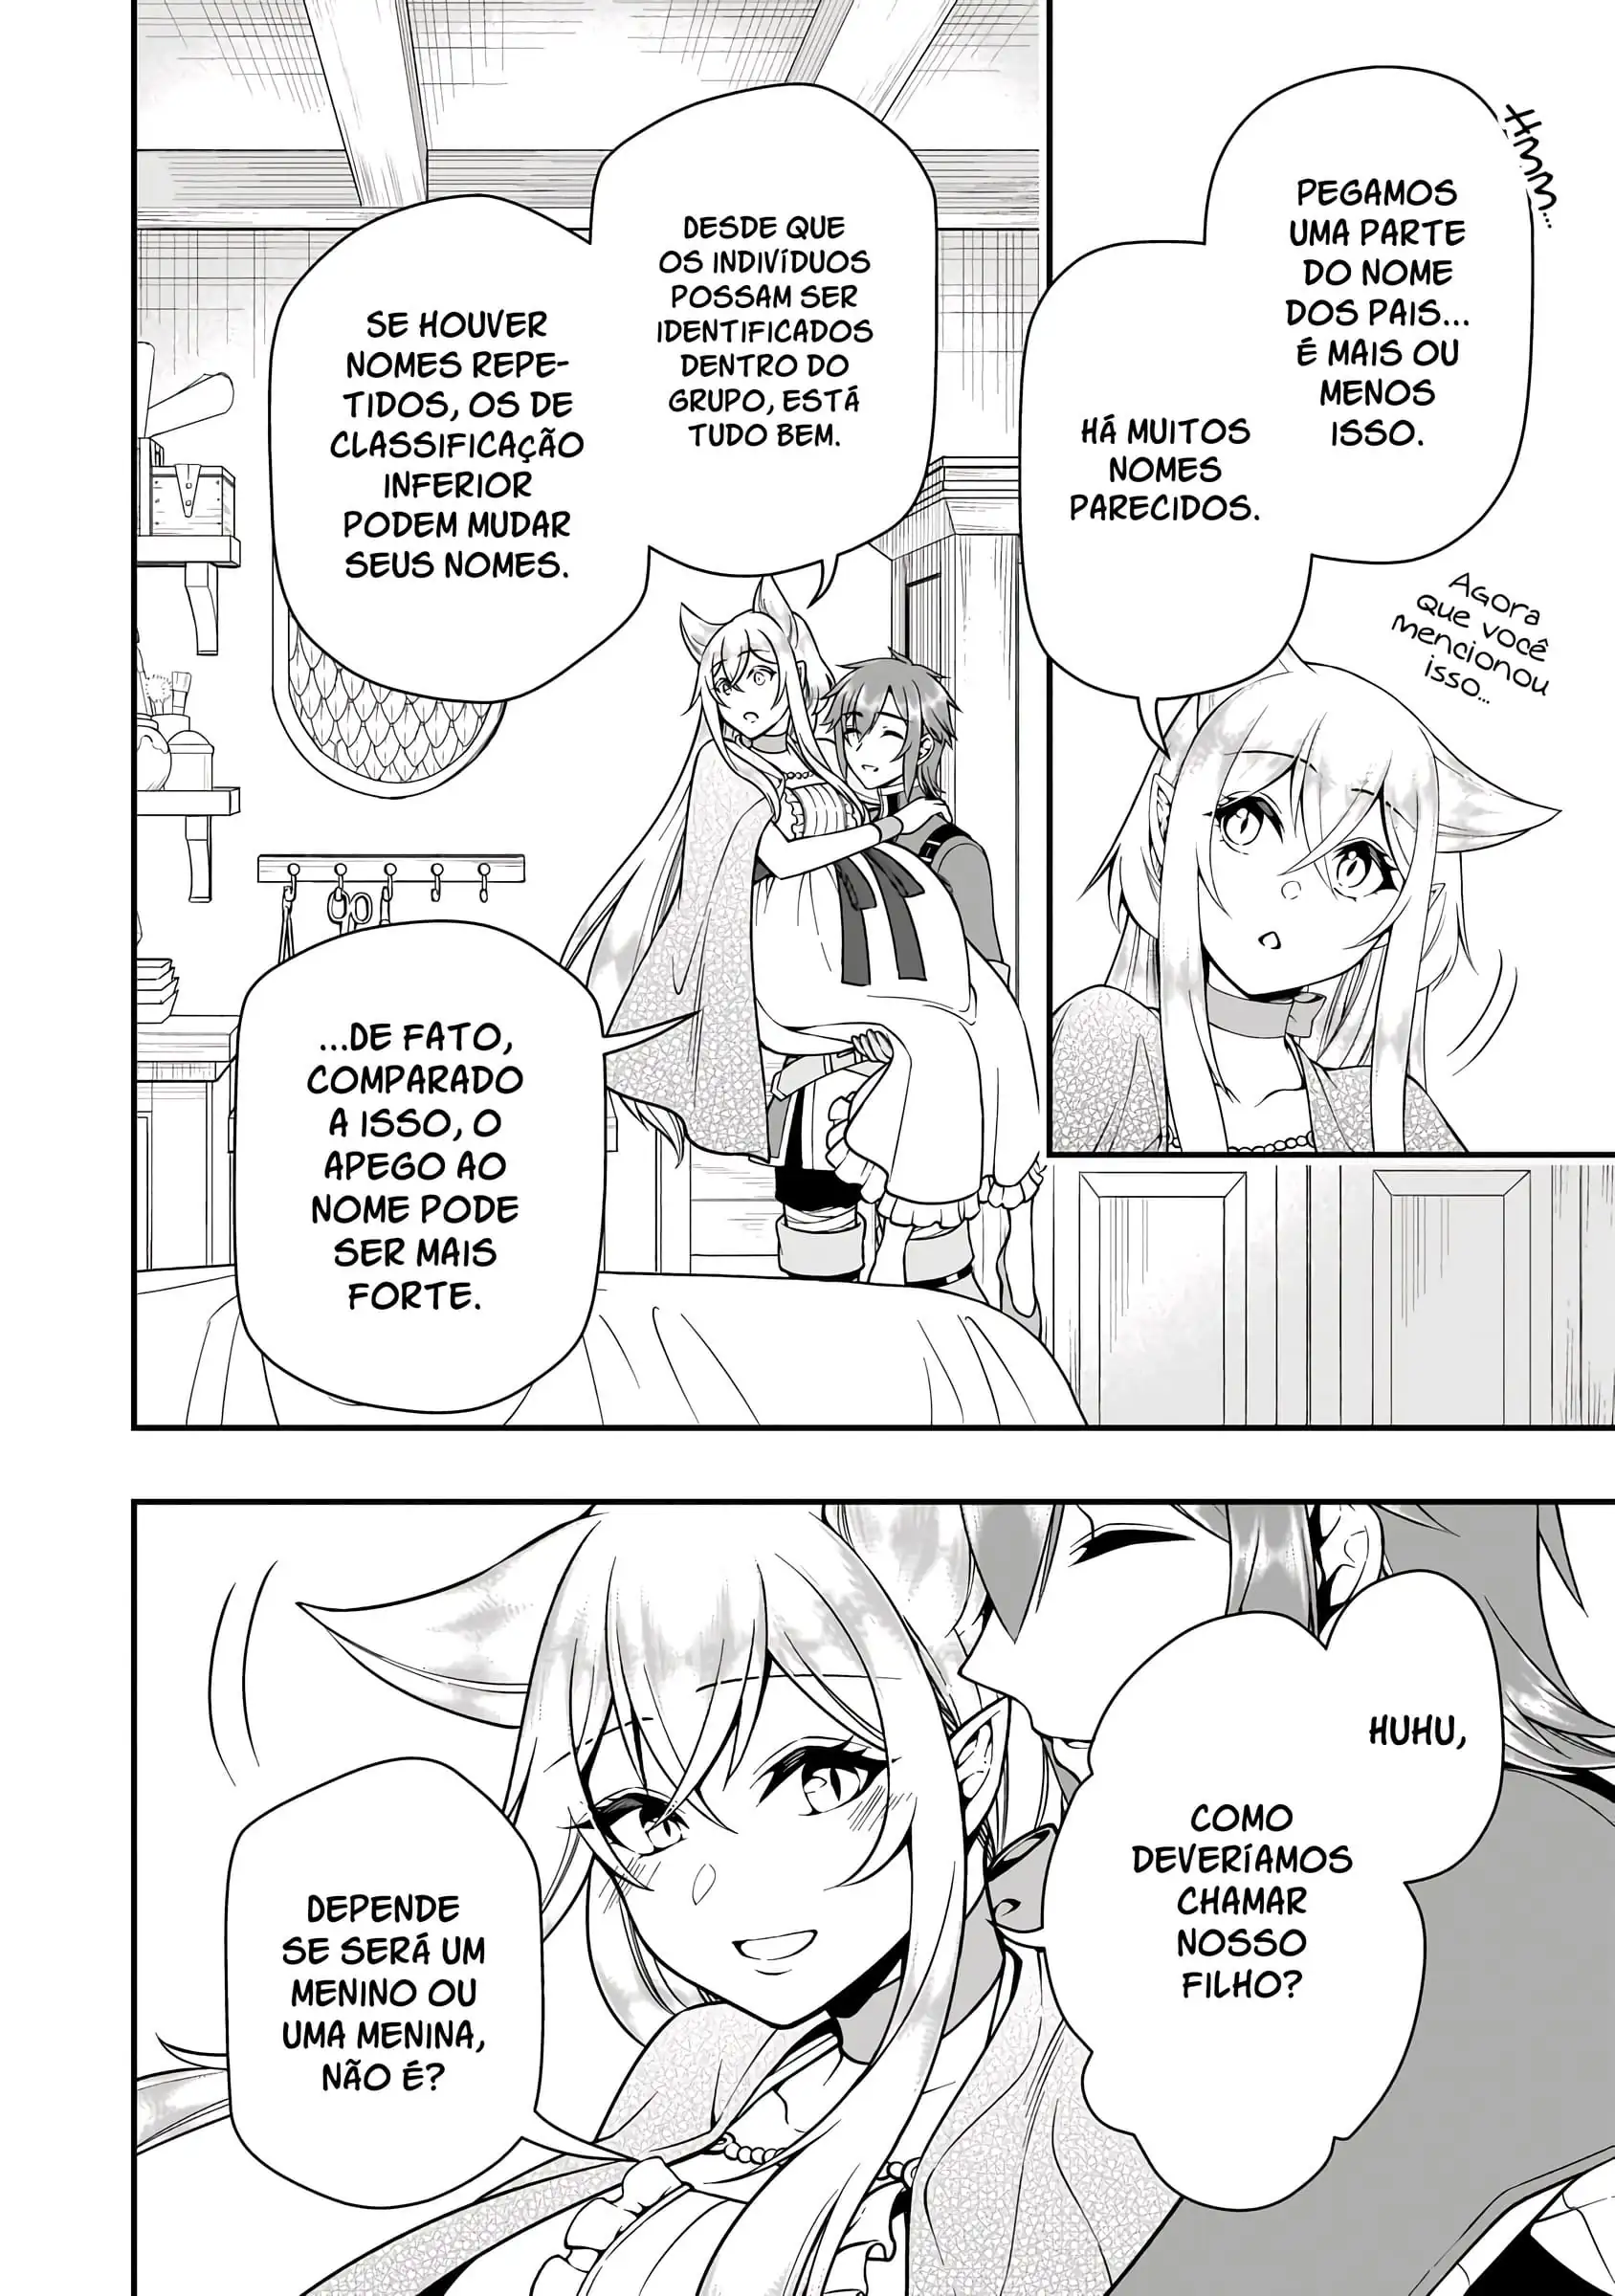 HMM...
PEGAMOS
UMA PARTE
DO NOME
DOS PAIS...
É MAIS OU
MENOS
ISSO.
HÁ MUITOS
NOMES
PARECIDOS.
Agora
que você
mencionou
isso...
DESDE QUE
OS INDIVÍDUOS
POSSAM SER
IDENTIFICADOS
DENTRO DO
GRUPO, ESTÁ
TUDO BEM.
SE HOUVER
NOMES REPE-
TIDOS, OS DE
CLASSIFICAÇÃO
INFERIOR
PODEM MUDAR
SEUS NOMES.
...DE FATO,
COMPARADO
A ISSO, O
APEGO AO
NOME PODE
SER MAIS
FORTE.
HUHU,
COMO
DEVERÍAMOS
CHAMAR
NOSSO
FILHO?
DEPENDE
SE SERÁ UM
MENINO OU
UMA MENINA,
NÃO É?